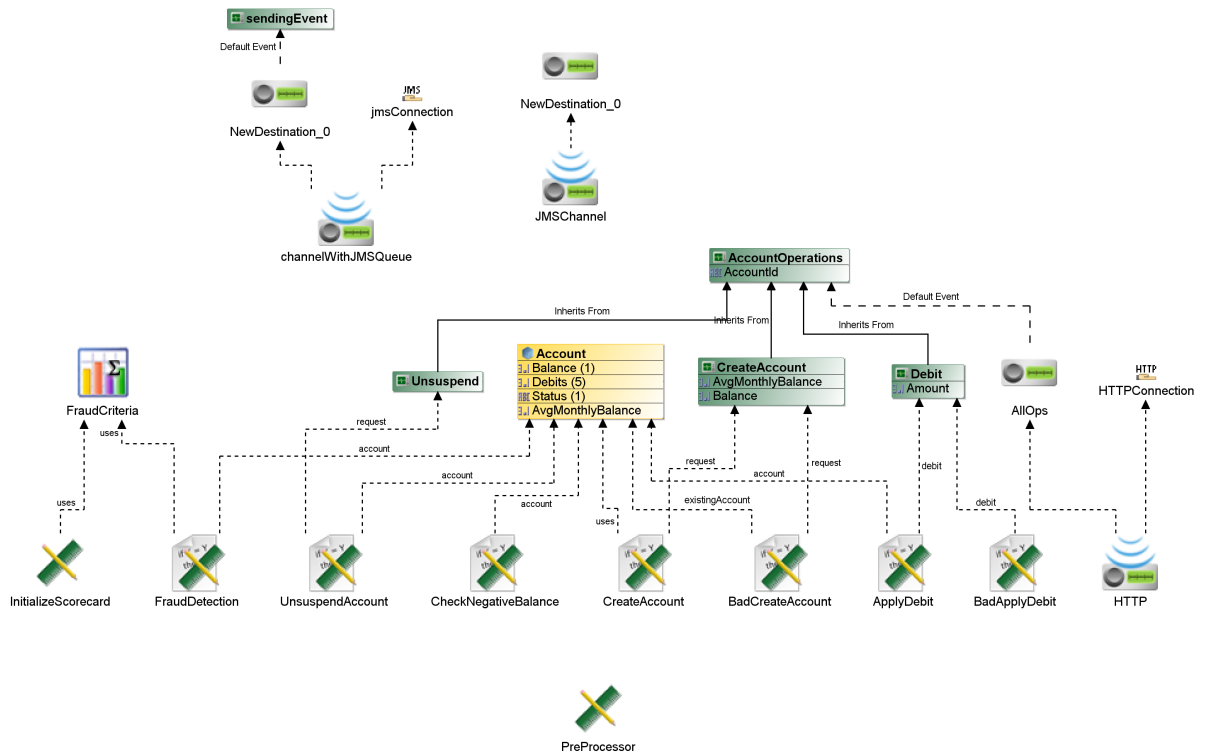 sendingEvent
Default Event
NewDestination_0
JMS
jmsConnection
NewDestination_0
channelWithJMSQueue
JMSChannel
AccountOperations
AccountId
Default Event
Inherits From
Inherits From
Inherits From
Σ
FraudCriteria
Unsuspend
Account
Balance (1)
Debits (5)
Status (1)
AvgMonthlyBalance
CreateAccount
AvgMonthlyBalance
Balance
Debit
Amount
AllOps
HTTP
HTTPConnection
uses
request
account
account
account
request
request
account
existingAccount
debit
debit
uses
uses
InitializeScorecard
FraudDetection
UnsuspendAccount
CheckNegativeBalance
CreateAccount
BadCreateAccount
ApplyDebit
BadApplyDebit
HTTP
PreProcessor